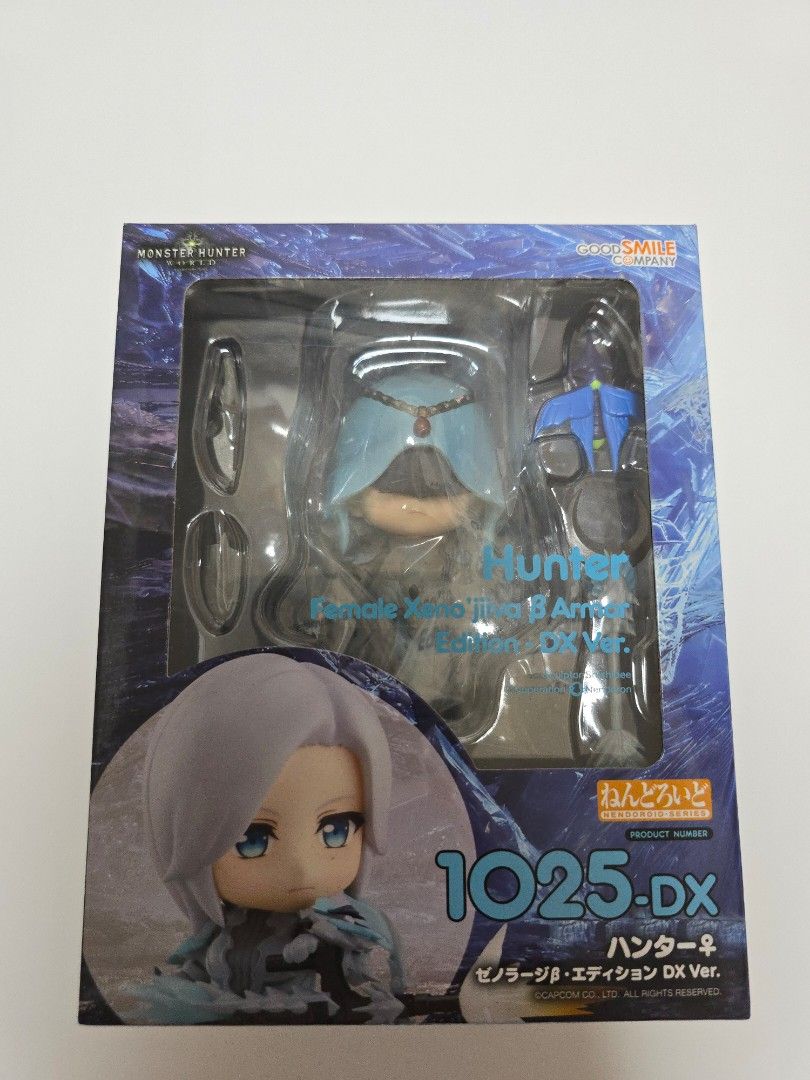 MONSTER HUNTER
WORLD
GOODSMILE
COMPANY
Hunter
Female Xeno'jiiva β Armor
Edition - DX Ver.
ねんどろいど
NENDOROID·SERIES
PRODUCT NUMBER
1025-DX
ハンター♀
ゼノラージβ・エディション DX Ver.
©CAPCOM CO., LTD. ALL RIGHTS RESERVED.